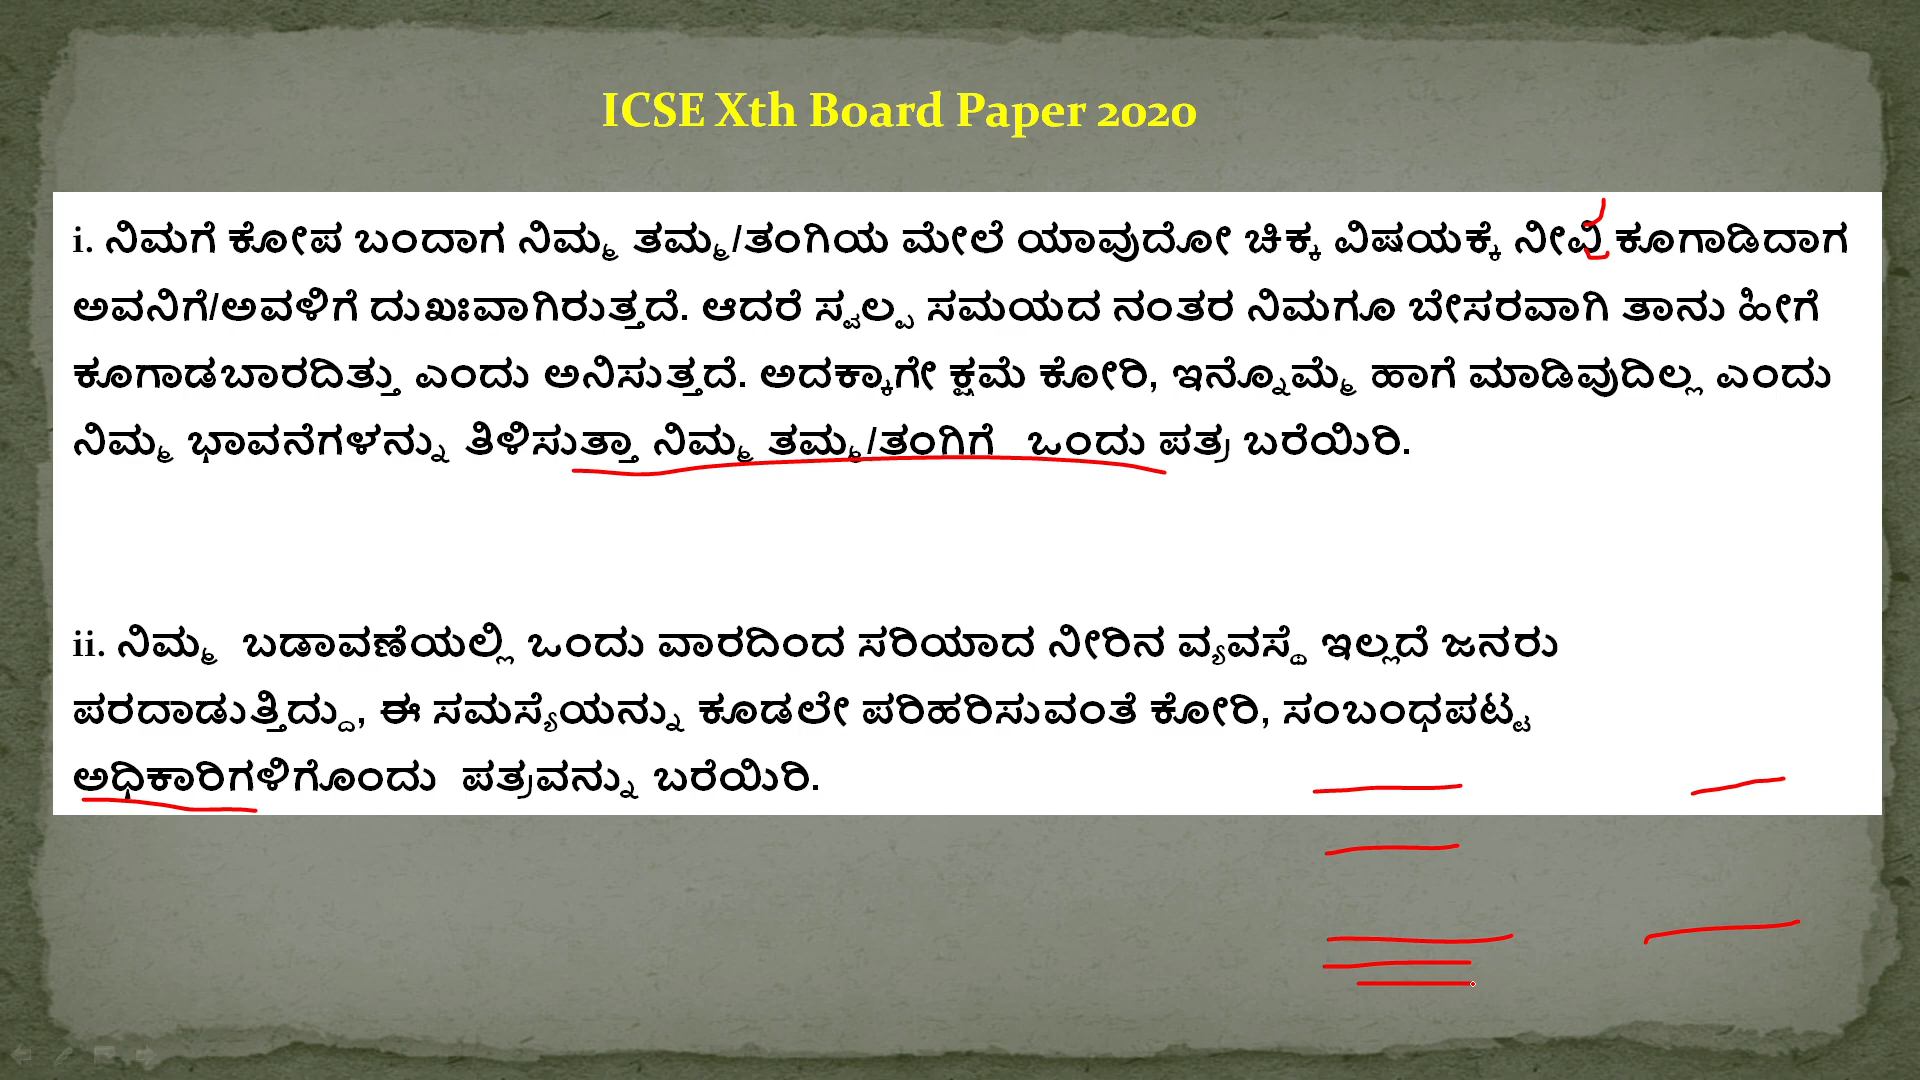 ICSE Xth Board Paper 2020
i. ನಿಮಗೆ ಕೋಪ ಬಂದಾಗ ನಿಮ್ಮ ತಮ್ಮ/ತಂಗಿಯ ಮೇಲೆ ಯಾವುದೋ ಚಿಕ್ಕ ವಿಷಯಕ್ಕೆ ನೀವು ಕೂಗಾಡಿದಾಗ
ಅವನಿಗೆ/ಅವಳಿಗೆ ದುಖಃವಾಗಿರುತ್ತದೆ. ಆದರೆ ಸ್ವಲ್ಪ ಸಮಯದ ನಂತರ ನಿಮಗೂ ಬೇಸರವಾಗಿ ತಾನು ಹೀಗೆ
ಕೂಗಾಡಬಾರದಿತ್ತು ಎಂದು ಅನಿಸುತ್ತದೆ. ಅದಕ್ಕಾಗೇ ಕ್ಷಮೆ ಕೋರಿ, ಇನ್ನೊಮ್ಮೆ ಹಾಗೆ ಮಾಡಿವುದಿಲ್ಲ ಎಂದು
ನಿಮ್ಮ ಭಾವನೆಗಳನ್ನು ತಿಳಿಸುತ್ತಾ ನಿಮ್ಮ ತಮ್ಮ/ತಂಗಿಗೆ ಒಂದು ಪತ್ರ ಬರೆಯಿರಿ.
ii. ನಿಮ್ಮ ಬಡಾವಣೆಯಲ್ಲಿ ಒಂದು ವಾರದಿಂದ ಸರಿಯಾದ ನೀರಿನ ವ್ಯವಸ್ಥೆ ಇಲ್ಲದೆ ಜನರು
ಪರದಾಡುತ್ತಿದ್ದು, ಈ ಸಮಸ್ಯೆಯನ್ನು ಕೂಡಲೇ ಪರಿಹರಿಸುವಂತೆ ಕೋರಿ, ಸಂಬಂಧಪಟ್ಟ
ಅಧಿಕಾರಿಗಳಿಗೊಂದು ಪತ್ರವನ್ನು ಬರೆಯಿರಿ.